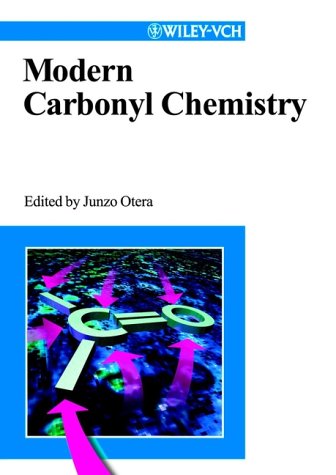 WILEY-VCH
Modern
Carbonyl Chemistry
Edited by Junzo Otera
C=O